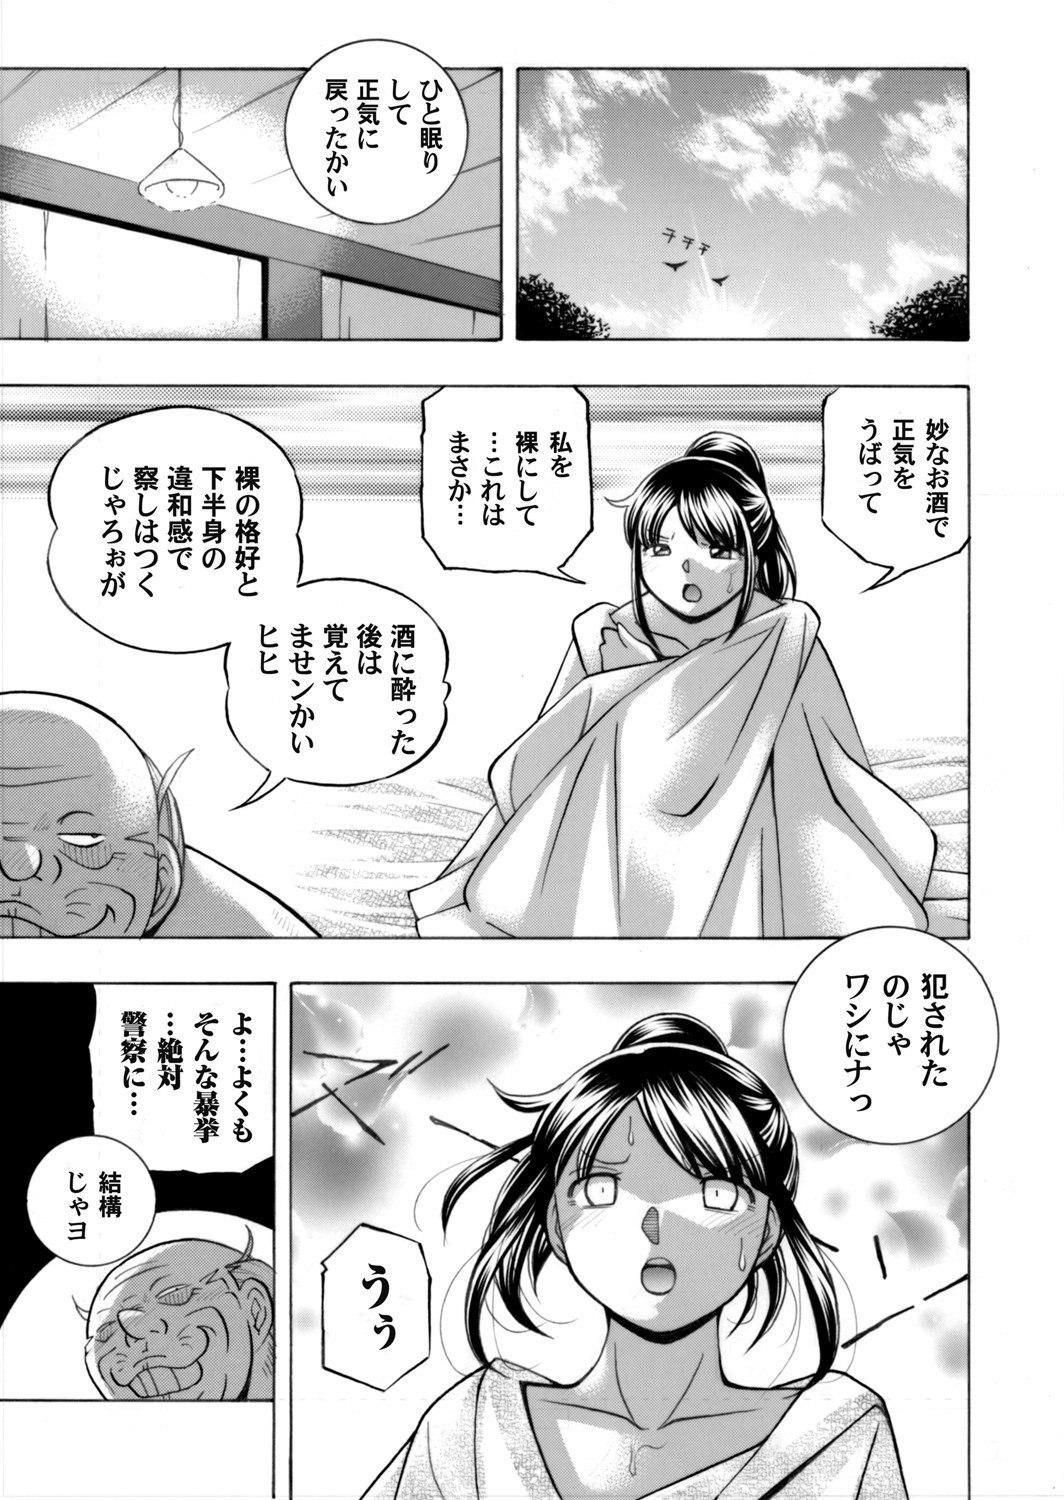 チチチ
ひと眠り
して
正気に
戻ったかい
妙なお酒で
正気を
うばって
私を
裸にして
…これは
まさか…
裸の格好と
下半身の
違和感で
察しはつく
じゃろぉが
酒に酔った
後は
覚えて
ませンかい
ヒヒ
犯された
のじゃ
ワシにナっ
ガーン
うぅ
よ…よくも
そんな暴挙
…絶対
警察に…
結構
じゃヨ